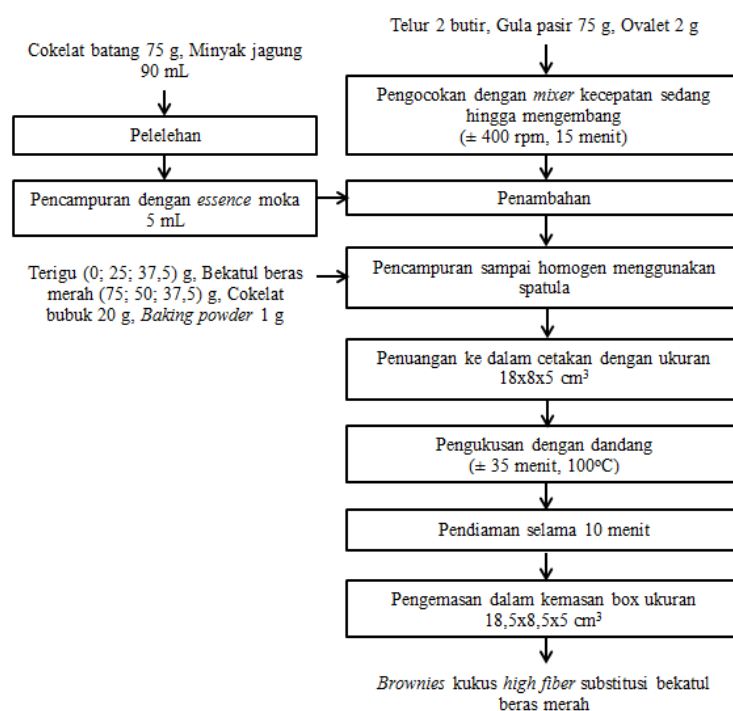 Telur 2 butir, Gula pasir 75 g, Ovalet 2 g
Cokelat batang 75 g, Minyak jagung
90 mL
Pengocokan dengan mixer kecepatan sedang
hingga mengembang
(± 400 rpm, 15 menit)
Pelelehan
Pencampuran dengan essence moka
5 mL
Penambahan
Terigu (0; 25; 37,5) g, Bekatul beras
merah (75; 50; 37,5) g, Cokelat
bubuk 20 g, Baking powder 1 g
Pencampuran sampai homogen menggunakan
spatula
Penuangan ke dalam cetakan dengan ukuran
18x8x5 cm³
Pengukusan dengan dandang
(± 35 menit, 100°C)
Pendiaman selama 10 menit
Pengemasan dalam kemasan box ukuran
18,5x8,5x5 cm³
Brownies kukus high fiber substitusi bekatul
beras merah